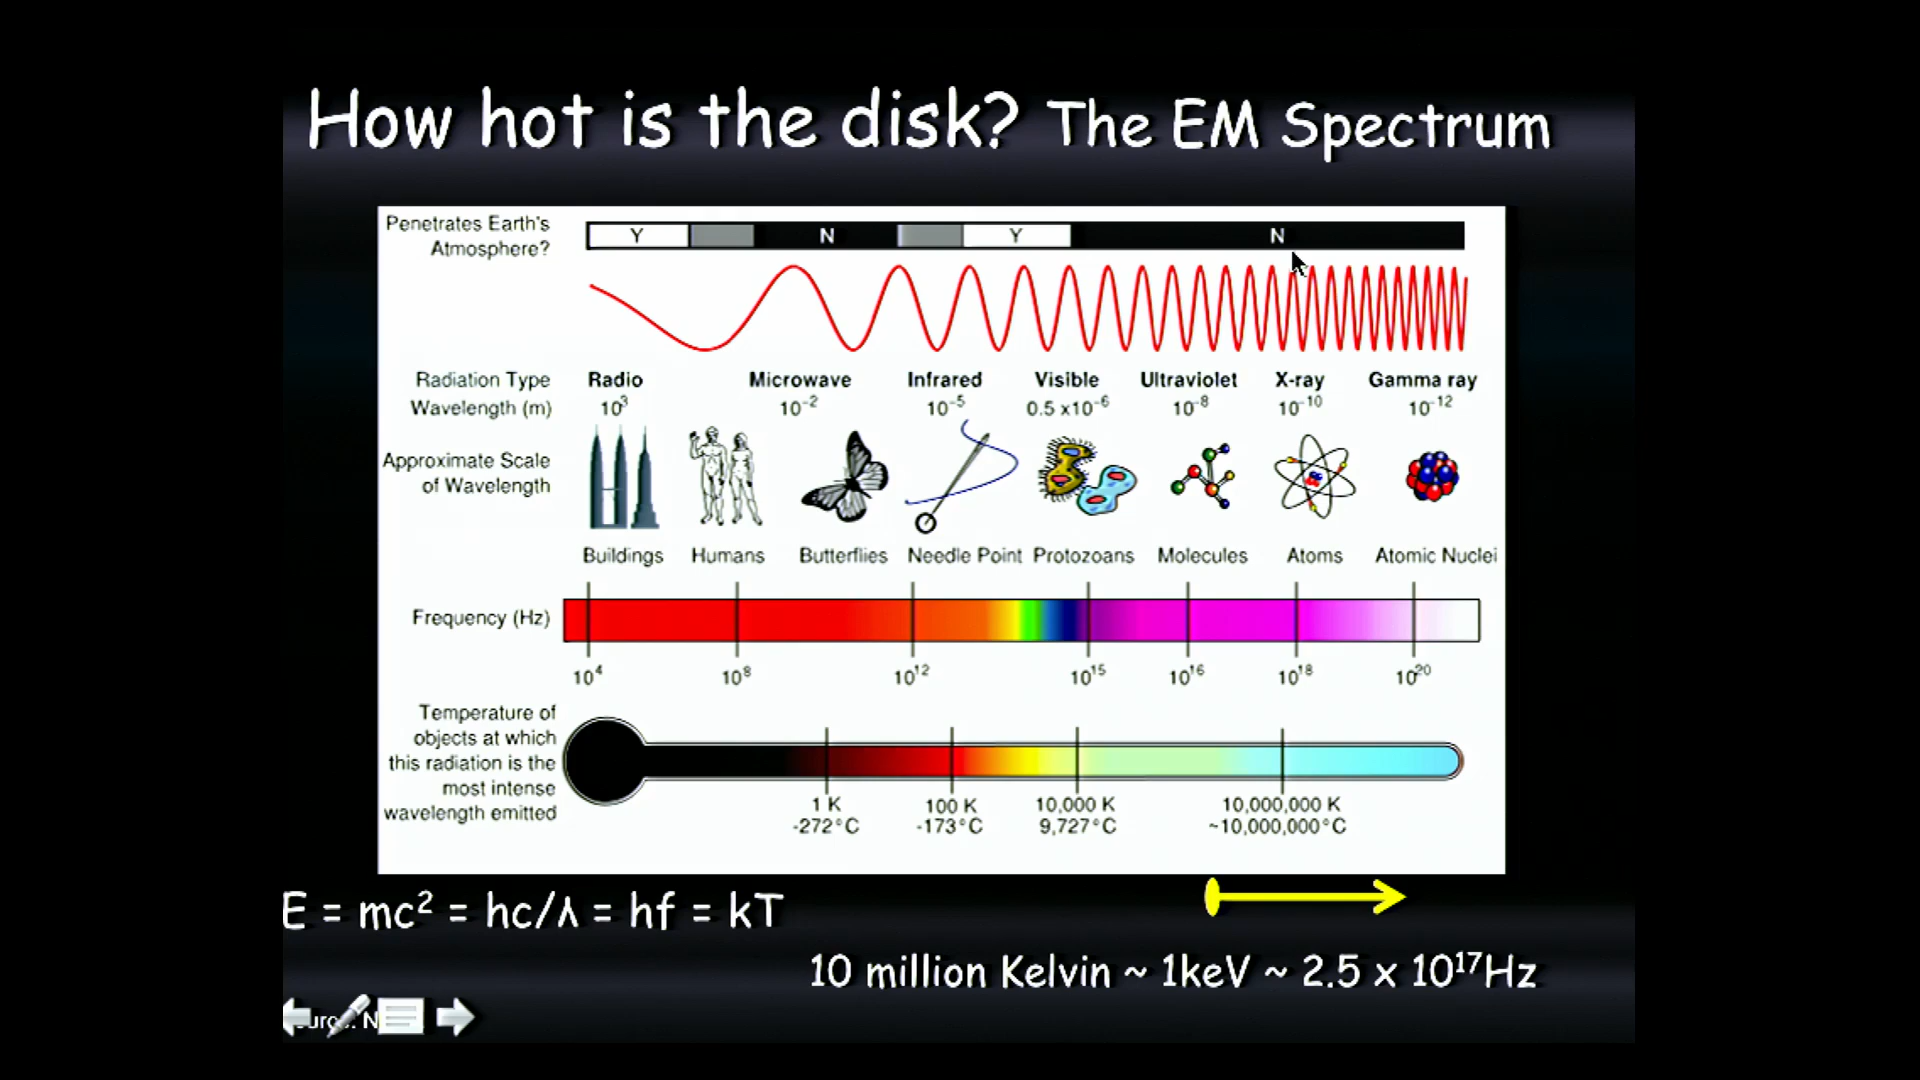 How hot is the disk? The EM Spectrum
Penetrates Earth's
Atmosphere?
Y N Y N
Radiation Type Radio Microwave Infrared Visible Ultraviolet X-ray Gamma ray
Wavelength (m) 10³ 10⁻² 10⁻⁵ 0.5 x10⁻⁶ 10⁻⁸ 10⁻¹⁰ 10⁻¹²
Approximate Scale
of Wavelength
Buildings Humans Butterflies Needle Point Protozoans Molecules Atoms Atomic Nuclei
Frequency (Hz)
10⁴ 10⁸ 10¹² 10¹⁵ 10¹⁶ 10¹⁸ 10²⁰
Temperature of
objects at which
this radiation is the
most intense
wavelength emitted
1 K 100 K 10,000 K 10,000,000 K
-272°C -173°C 9,727°C ~10,000,000°C
E = mc² = hc/λ = hf = kT
10 million Kelvin ~ 1keV ~ 2.5 x 10¹⁷Hz